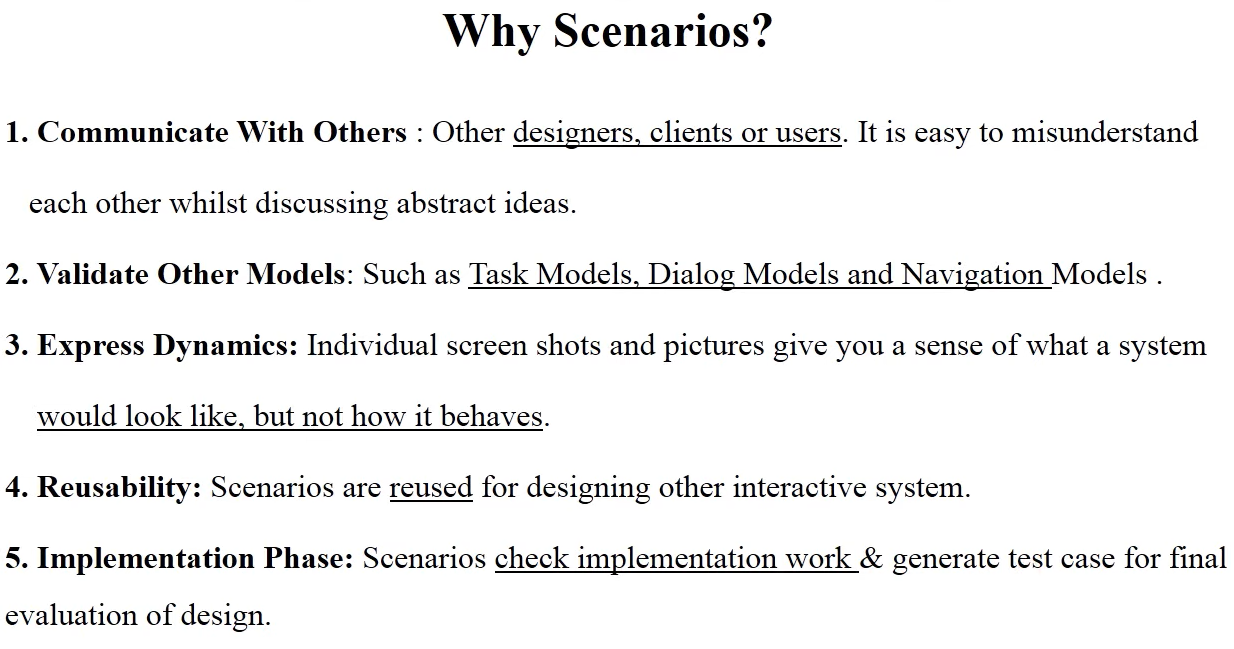 Why Scenarios?
1. Communicate With Others : Other designers, clients or users. It is easy to misunderstand
each other whilst discussing abstract ideas.
2. Validate Other Models: Such as Task Models, Dialog Models and Navigation Models .
3. Express Dynamics: Individual screen shots and pictures give you a sense of what a system
would look like, but not how it behaves.
4. Reusability: Scenarios are reused for designing other interactive system.
5. Implementation Phase: Scenarios check implementation work & generate test case for final
evaluation of design.